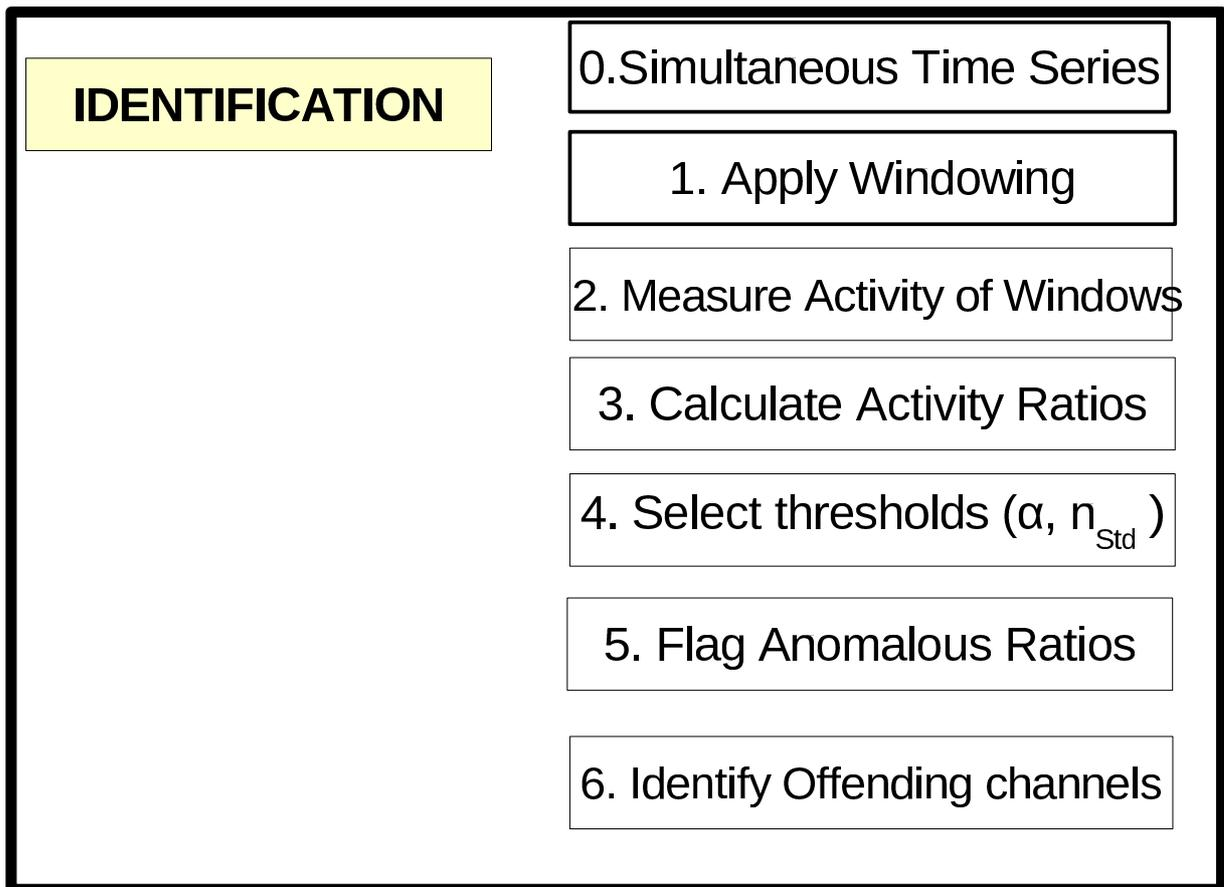 IDENTIFICATION
0.Simultaneous Time Series
1. Apply Windowing
2. Measure Activity of Windows
3. Calculate Activity Ratios
4. Select thresholds (α, n_Std )
5. Flag Anomalous Ratios
6. Identify Offending channels